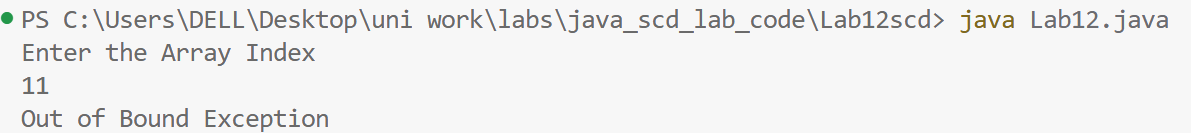 PS C:\Users\DELL\Desktop\uni work\labs\java_scd_lab_code\Lab12scd> java Lab12.java
Enter the Array Index
11
Out of Bound Exception